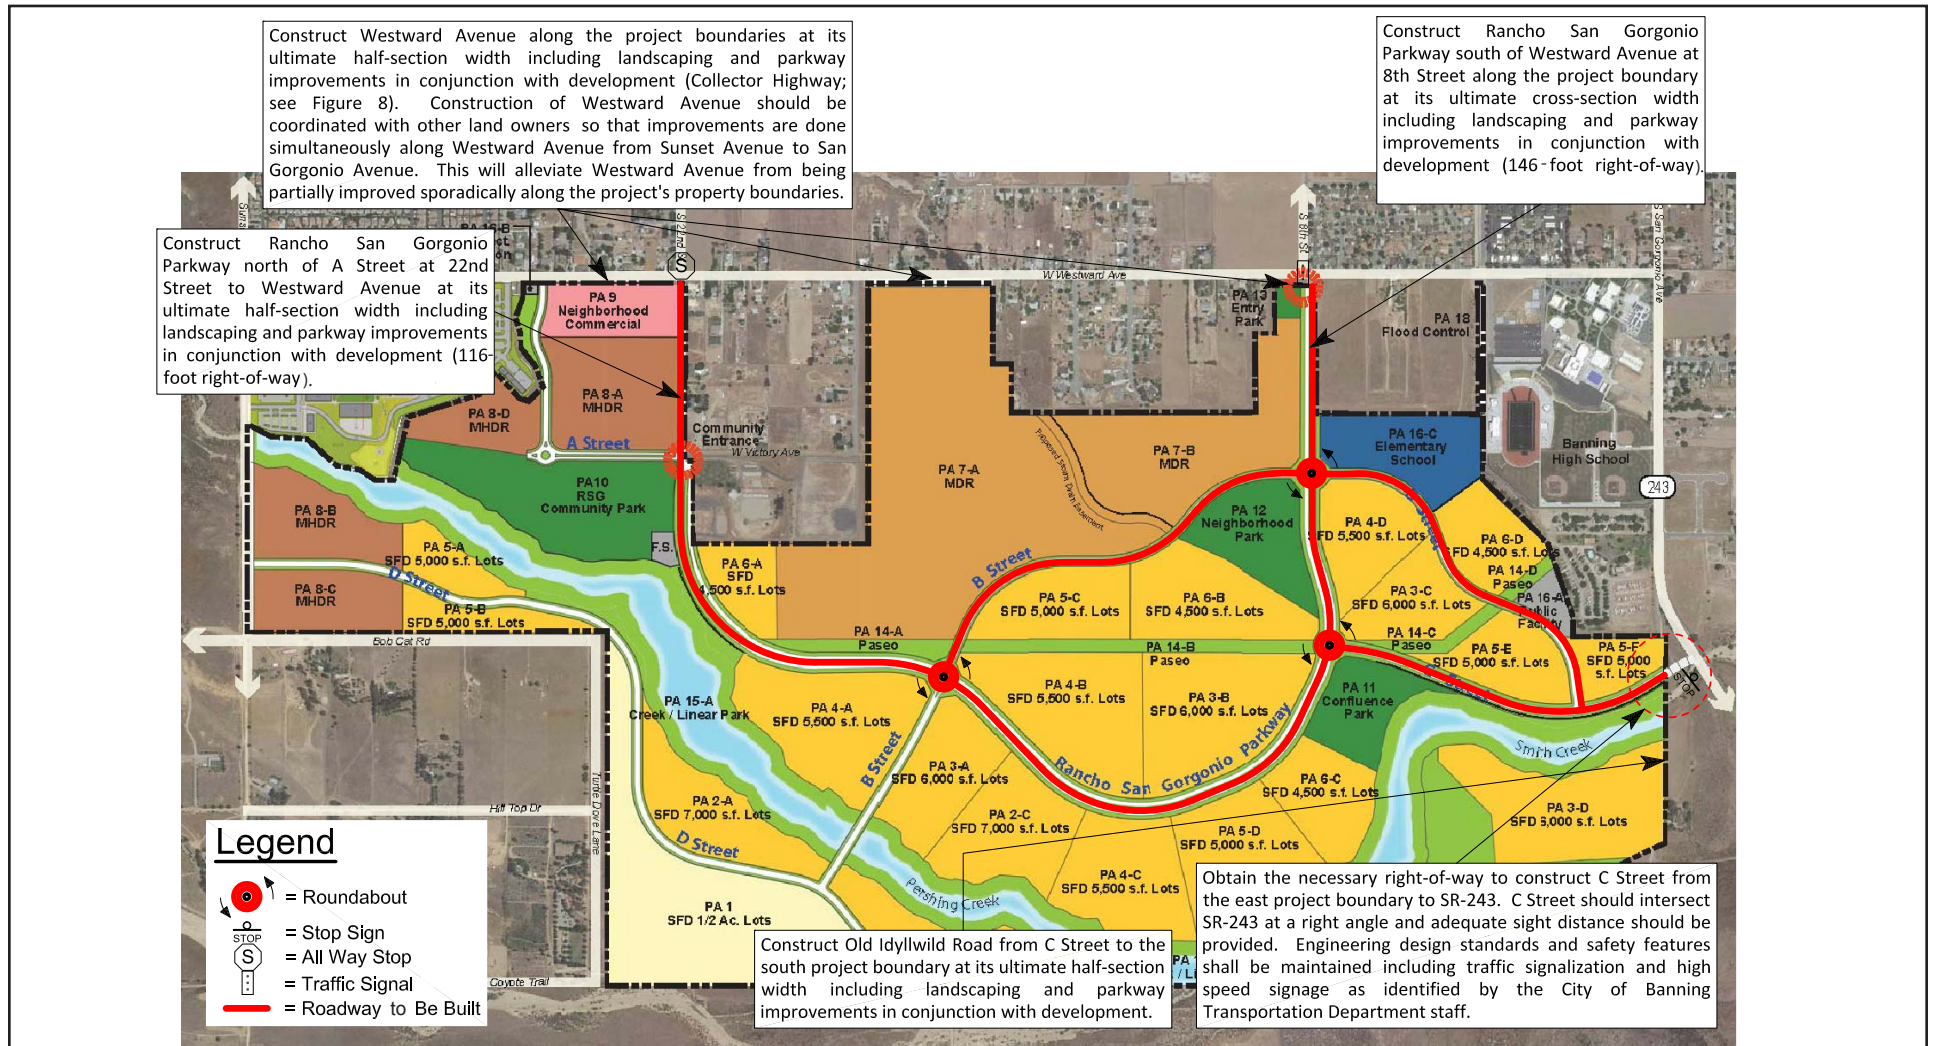 Construct Westward Avenue along the project boundaries at its
ultimate half-section width including landscaping and parkway
improvements in conjunction with development (Collector Highway;
see Figure 8). Construction of Westward Avenue should be
coordinated with other land owners so that improvements are done
simultaneously along Westward Avenue from Sunset Avenue to San
Gorgonio Avenue. This will alleviate Westward Avenue from being
partially improved sporadically along the project's property boundaries.
Construct Rancho San Gorgonio
Parkway south of Westward Avenue at
8th Street along the project boundary
at its ultimate cross-section width
including landscaping and parkway
improvements in conjunction with
development (146-foot right-of-way).
Construct Rancho San Gorgonio
Parkway north of A Street at 22nd
Street to Westward Avenue at its
ultimate half-section width including
landscaping and parkway improvements
in conjunction with development (116-
foot right-of-way).
S 8th St
S San Gorgonio Ave
S
W Westward Ave
PA 9
Neighborhood
Commercial
PA 13
Entry
Park
PA 18
Flood Control
PA 8-A
MHDR
PA 8-D
MHDR
A Street
Community
Entrance
W Victory Ave
PA 16-C
Elementary
School
Banning
High School
243
PA 7-A
MDR
PA 7-B
MDR
Proposed Storm Drain Easement
PA10
RSG
Community Park
F.S.
PA 8-B
MHDR
PA 5-A
SFD 5,000 s.f. Lots
D Street
PA 8-C
MHDR
PA 5-B
SFD 5,000 s.f. Lots
Bob Cat Rd
PA 6-A
SFD
4,500 s.f. Lots
B Street
PA 12
Neighborhood
Park
PA 4-D
SFD 5,500 s.f. Lots
Street
PA 6-D
SFD 4,500 s.f. Lots
PA 14-D
Paseo
PA 16-A
Public
Facility
PA 5-C
SFD 5,000 s.f. Lots
PA 6-B
SFD 4,500 s.f. Lots
PA 3-C
SFD 6,000 s.f. Lots
PA 14-A
Paseo
PA 14-B
Paseo
PA 14-C
Paseo
PA 5-E
SFD 5,000 s.f. Lots
PA 5-F
SFD 5,000
s.f. Lots
STOP
PA 15-A
Creek / Linear Park
PA 4-A
SFD 5,500 s.f. Lots
PA 4-B
SFD 5,500 s.f. Lots
PA 3-B
SFD 6,000 s.f. Lots
PA 11
Confluence
Park
Smith Creek
B Street
PA 3-A
SFD 6,000 s.f. Lots
Rancho San Gorgonio Parkway
PA 6-C
SFD 4,500 s.f. Lots
Turtle Dove Lane
Hill Top Dr
PA 2-A
SFD 7,000 s.f. Lots
D Street
PA 2-C
SFD 7,000 s.f. Lots
PA 5-D
SFD 5,000 s.f. Lots
PA 3-D
SFD 6,000 s.f. Lots
PA 4-C
SFD 5,500 s.f. Lots
Pershing Creek
PA 1
SFD 1/2 Ac. Lots
Coyote Trail
PA
Legend
= Roundabout
STOP = Stop Sign
S = All Way Stop
= Traffic Signal
= Roadway to Be Built
Construct Old Idyllwild Road from C Street to the
south project boundary at its ultimate half-section
width including landscaping and parkway
improvements in conjunction with development.
Obtain the necessary right-of-way to construct C Street from
the east project boundary to SR-243. C Street should intersect
SR-243 at a right angle and adequate sight distance should be
provided. Engineering design standards and safety features
shall be maintained including traffic signalization and high
speed signage as identified by the City of Banning
Transportation Department staff.